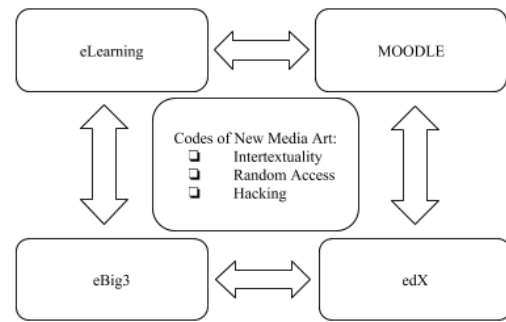 eLearning
MOODLE
Codes of New Media Art:
❑ Intertextuality
❑ Random Access
❑ Hacking
eBig3
edX